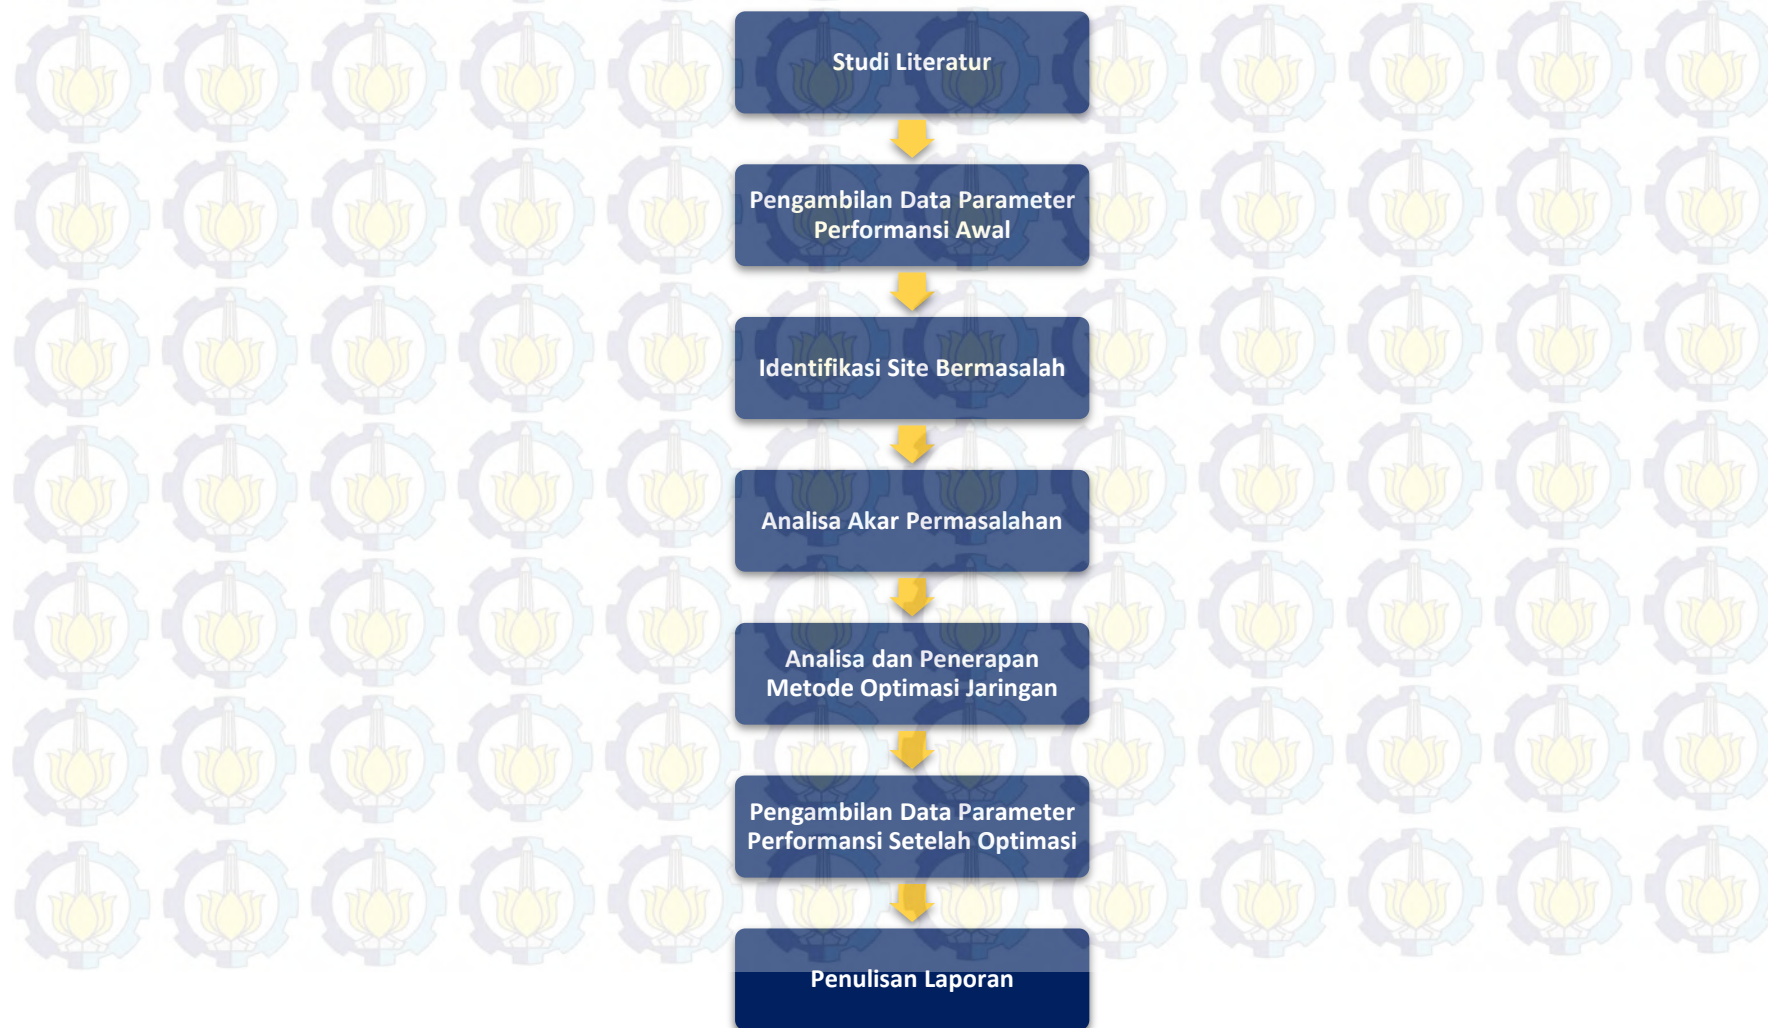 Studi Literatur
Pengambilan Data Parameter
Performansi Awal
Identifikasi Site Bermasalah
Analisa Akar Permasalahan
Analisa dan Penerapan
Metode Optimasi Jaringan
Pengambilan Data Parameter
Performansi Setelah Optimasi
Penulisan Laporan